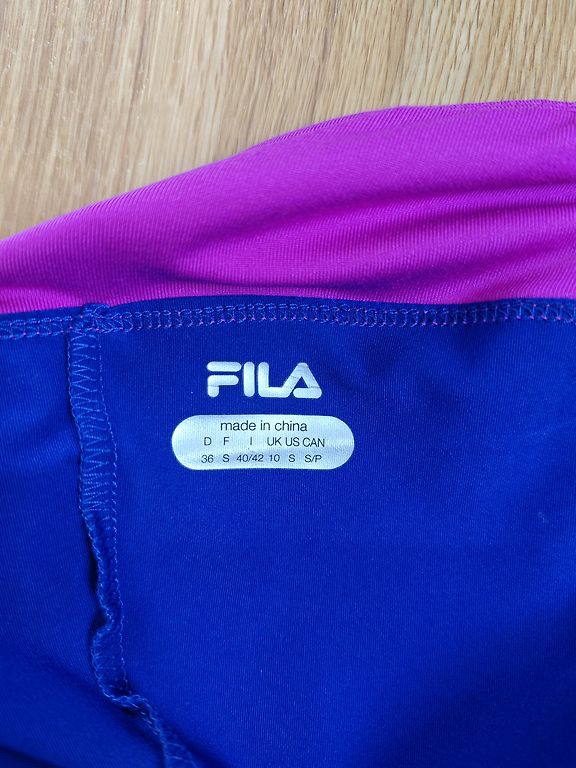 FILA
made in china
D F I UK US CAN
36 S 40/42 10 S S/P